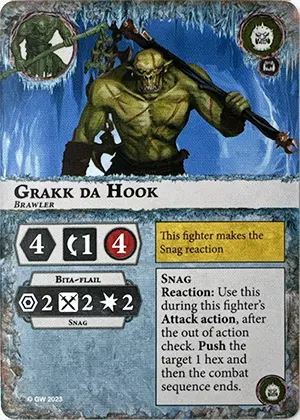 Grakk da Hook
Brawler
4 1 4
This fighter makes the
Snag reaction
Bita-flail
2 2 2
Snag
Snag
Reaction: Use this
during this fighter's
Attack action, after
the out of action
check. Push the
target 1 hex and
then the combat
sequence ends.
© GW 2023